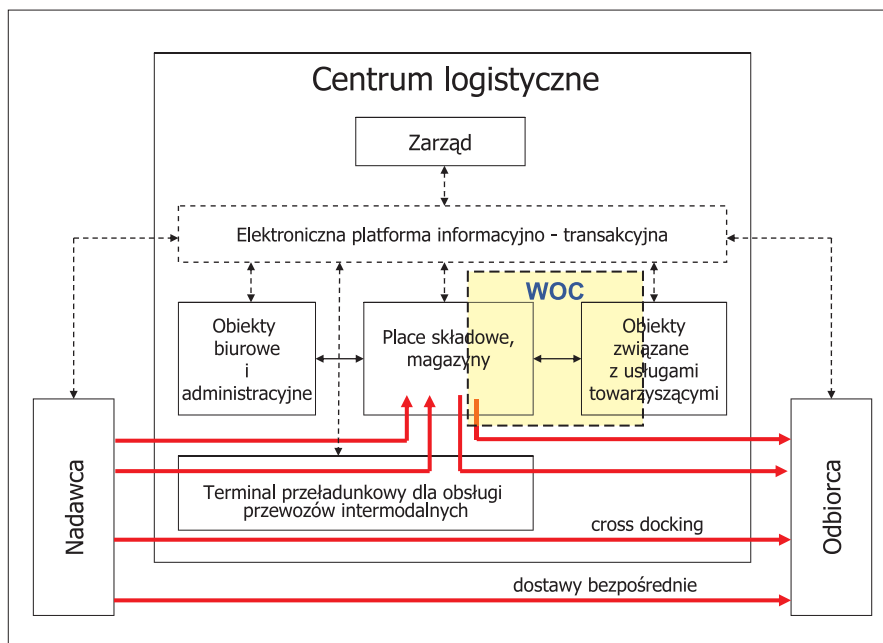 Centrum logistyczne
Zarząd
Elektroniczna platforma informacyjno - transakcyjna
WOC
Obiekty
biurowe
i
administracyjne
Place składowe,
magazyny
Obiekty
związane
z usługami
towarzyszącymi
Nadawca
Terminal przeładunkowy dla obsługi
przewozów intermodalnych
Odbiorca
cross docking
dostawy bezpośrednie